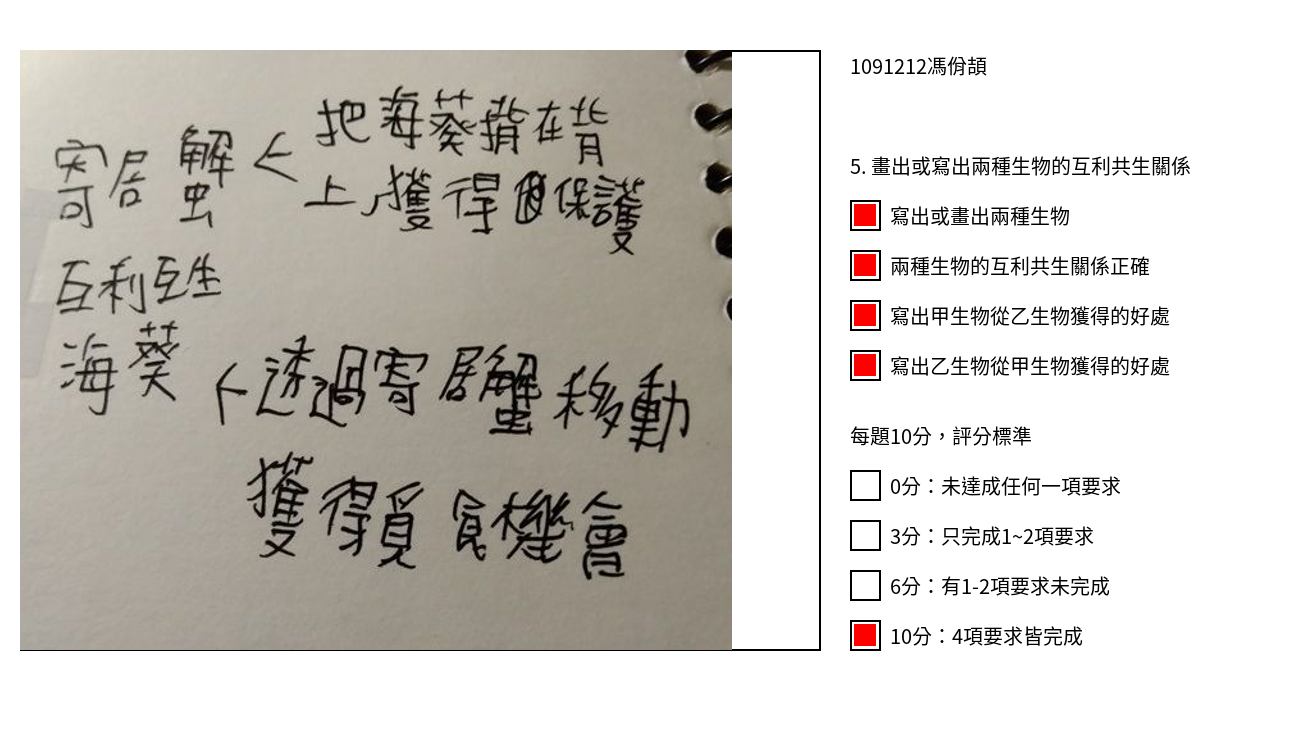 寄居蟹 ← 把海葵揹在背
上，獲得保護
互利互生
海葵
←透過寄居蟹移動
獲得覓食機會
1091212馮佾頡
5. 畫出或寫出兩種生物的互利共生關係
寫出或畫出兩種生物
兩種生物的互利共生關係正確
寫出甲生物從乙生物獲得的好處
寫出乙生物從甲生物獲得的好處
每題10分，評分標準
0分：未達成任何一項要求
3分：只完成1~2項要求
6分：有1-2項要求未完成
10分：4項要求皆完成